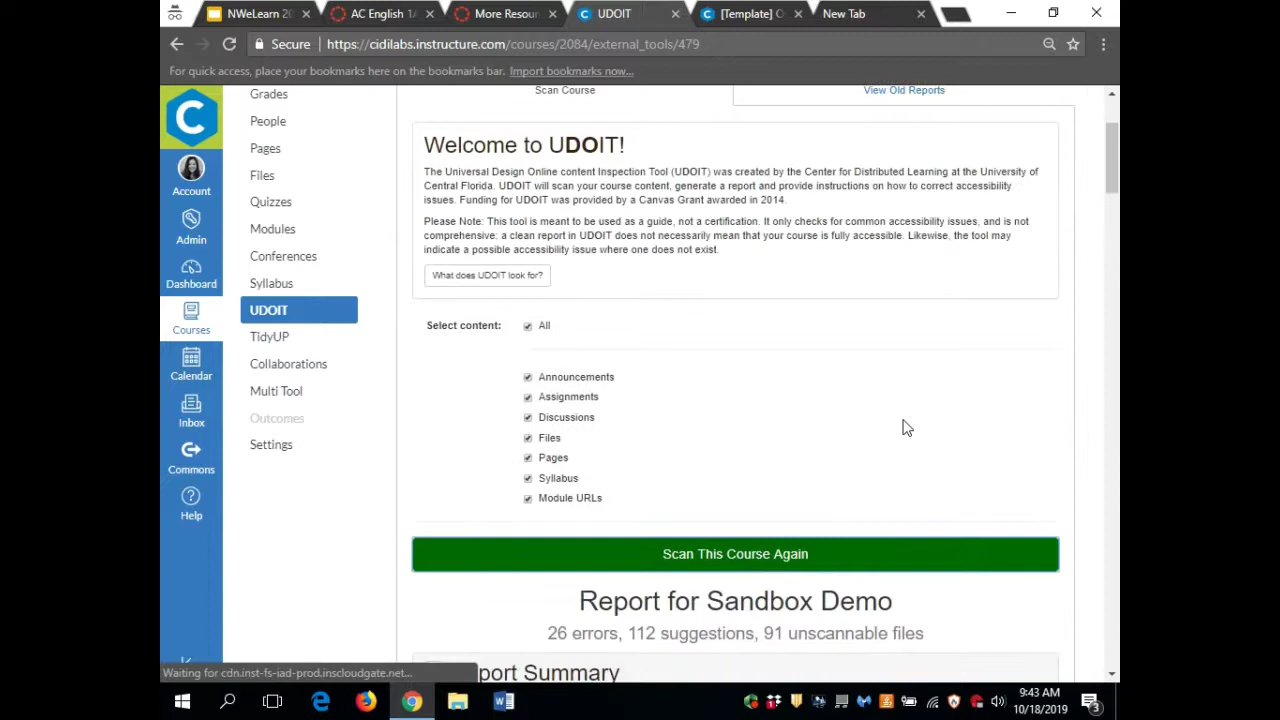 NWeLearn 20
AC English 1A
More Resour
UDOIT
[Template] O
New Tab
Secure
https://cidilabs.instructure.com/courses/2084/external_tools/479
For quick access, place your bookmarks here on the bookmarks bar. Import bookmarks now...
C
Account
Admin
Dashboard
Courses
Calendar
Inbox
Commons
Help
Grades
People
Pages
Files
Quizzes
Modules
Conferences
Syllabus
UDOIT
TidyUP
Collaborations
Multi Tool
Outcomes
Settings
Scan Course
View Old Reports
Welcome to UDOIT!
The Universal Design Online content Inspection Tool (UDOIT) was created by the Center for Distributed Learning at the University of
Central Florida. UDOIT will scan your course content, generate a report and provide instructions on how to correct accessibility
issues. Funding for UDOIT was provided by a Canvas Grant awarded in 2014.
Please Note: This tool is meant to be used as a guide, not a certification. It only checks for common accessibility issues, and is not
comprehensive; a clean report in UDOIT does not necessarily mean that your course is fully accessible. Likewise, the tool may
indicate a possible accessibility issue where one does not exist.
What does UDOIT look for?
Select content:
All
Announcements
Assignments
Discussions
Files
Pages
Syllabus
Module URLs
Scan This Course Again
Report for Sandbox Demo
26 errors, 112 suggestions, 91 unscannable files
port Summary
Waiting for cdn.inst-fs-iad-prod.inscloudgate.net...
9:43 AM
10/18/2019
3